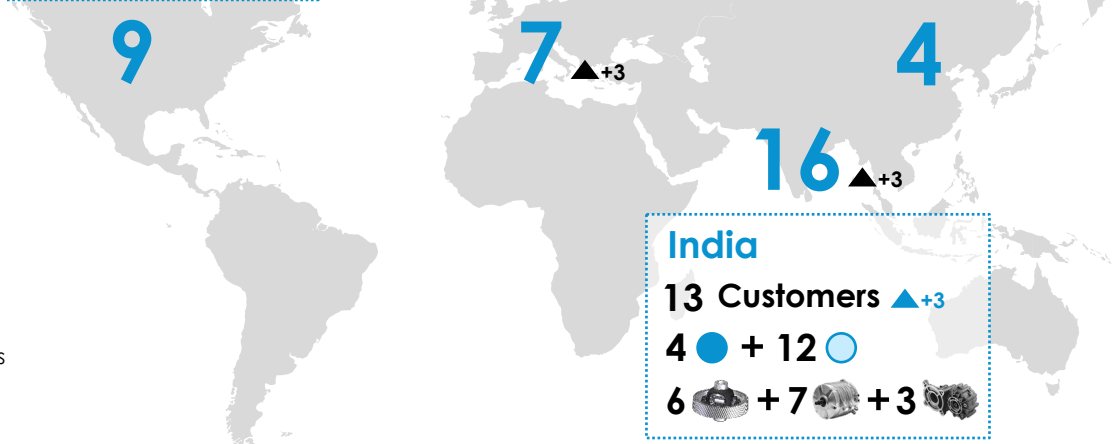 9
7 ▲+3
4
16 ▲+3
India
13 Customers ▲+3
4 + 12
6 + 7 + 3
s